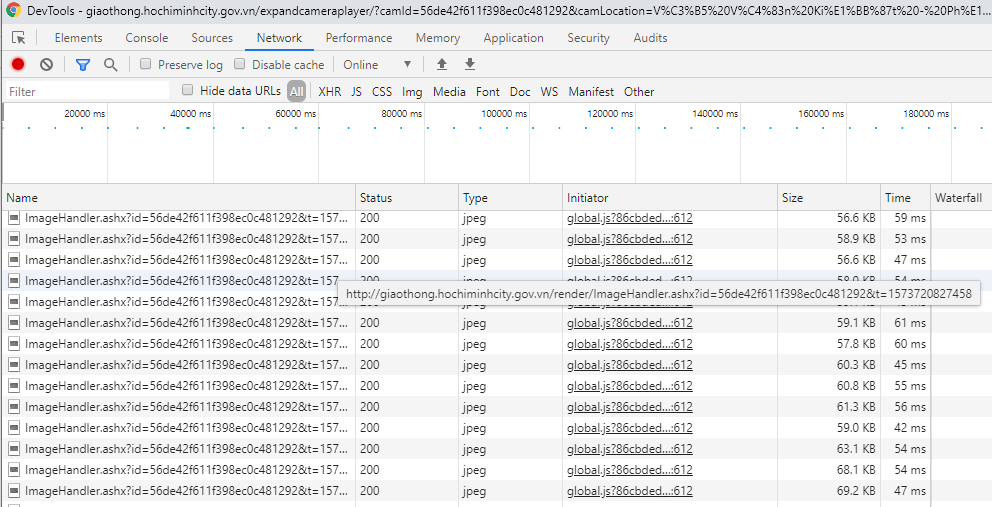 DevTools - giaothong.hochiminhcity.gov.vn/expandcameraplayer/?camId=56de42f611f398ec0c481292&camLocation=V%C3%B5%20V%C4%83n%20Ki%E1%BB%87t%20-%20Ph%E1...
Elements Console Sources Network Performance Memory Application Security Audits
Preserve log Disable cache Online
Filter Hide data URLs All XHR JS CSS Img Media Font Doc WS Manifest Other
20000 ms 40000 ms 60000 ms 80000 ms 100000 ms 120000 ms 140000 ms 160000 ms 180000 ms
Name Status Type Initiator Size Time Waterfall
ImageHandler.ashx?id=56de42f611f398ec0c481292&t=157... 200 jpeg global.js?86cbded...:612 56.6 KB 59 ms
ImageHandler.ashx?id=56de42f611f398ec0c481292&t=157... 200 jpeg global.js?86cbded...:612 58.9 KB 53 ms
ImageHandler.ashx?id=56de42f611f398ec0c481292&t=157... 200 jpeg global.js?86cbded...:612 56.6 KB 47 ms
ImageHandler.ashx?id=56de42f611f398ec0c481292&t=157... 200 jpeg global.js?86cbded...:612 58.0 KB 54 ms
http://giaothong.hochiminhcity.gov.vn/render/ImageHandler.ashx?id=56de42f611f398ec0c481292&t=1573720827458
ImageHandler.ashx?id=56de42f611f398ec0c481292&t=157...
ImageHandler.ashx?id=56de42f611f398ec0c481292&t=157... 200 jpeg global.js?86cbded...:612 59.1 KB 61 ms
ImageHandler.ashx?id=56de42f611f398ec0c481292&t=157... 200 jpeg global.js?86cbded...:612 57.8 KB 60 ms
ImageHandler.ashx?id=56de42f611f398ec0c481292&t=157... 200 jpeg global.js?86cbded...:612 60.3 KB 45 ms
ImageHandler.ashx?id=56de42f611f398ec0c481292&t=157... 200 jpeg global.js?86cbded...:612 60.8 KB 55 ms
ImageHandler.ashx?id=56de42f611f398ec0c481292&t=157... 200 jpeg global.js?86cbded...:612 61.3 KB 56 ms
ImageHandler.ashx?id=56de42f611f398ec0c481292&t=157... 200 jpeg global.js?86cbded...:612 59.0 KB 42 ms
ImageHandler.ashx?id=56de42f611f398ec0c481292&t=157... 200 jpeg global.js?86cbded...:612 63.1 KB 54 ms
ImageHandler.ashx?id=56de42f611f398ec0c481292&t=157... 200 jpeg global.js?86cbded...:612 68.1 KB 54 ms
ImageHandler.ashx?id=56de42f611f398ec0c481292&t=157... 200 jpeg global.js?86cbded...:612 69.2 KB 47 ms